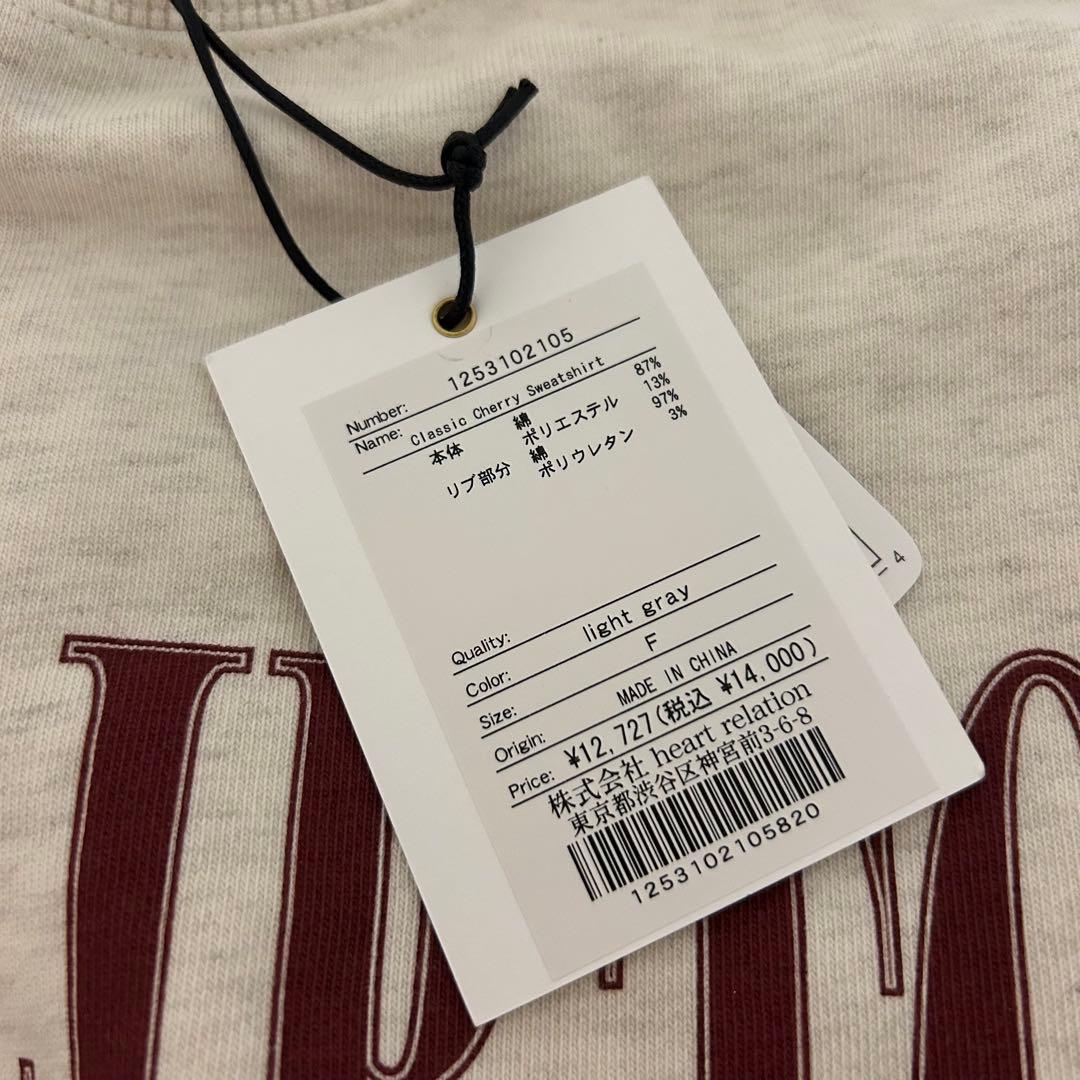 Number: 1253102105
Name: Classic Cherry Sweatshirt
本体 綿 87%
ポリエステル 13%
リブ部分 綿 97%
ポリウレタン 3%
Quality:
Color: light gray
Size: F
Origin: MADE IN CHINA
Price: ¥12,727(税込 ¥14,000)
株式会社 heart relation
東京都渋谷区神宮前3-6-8
1253102105820
4